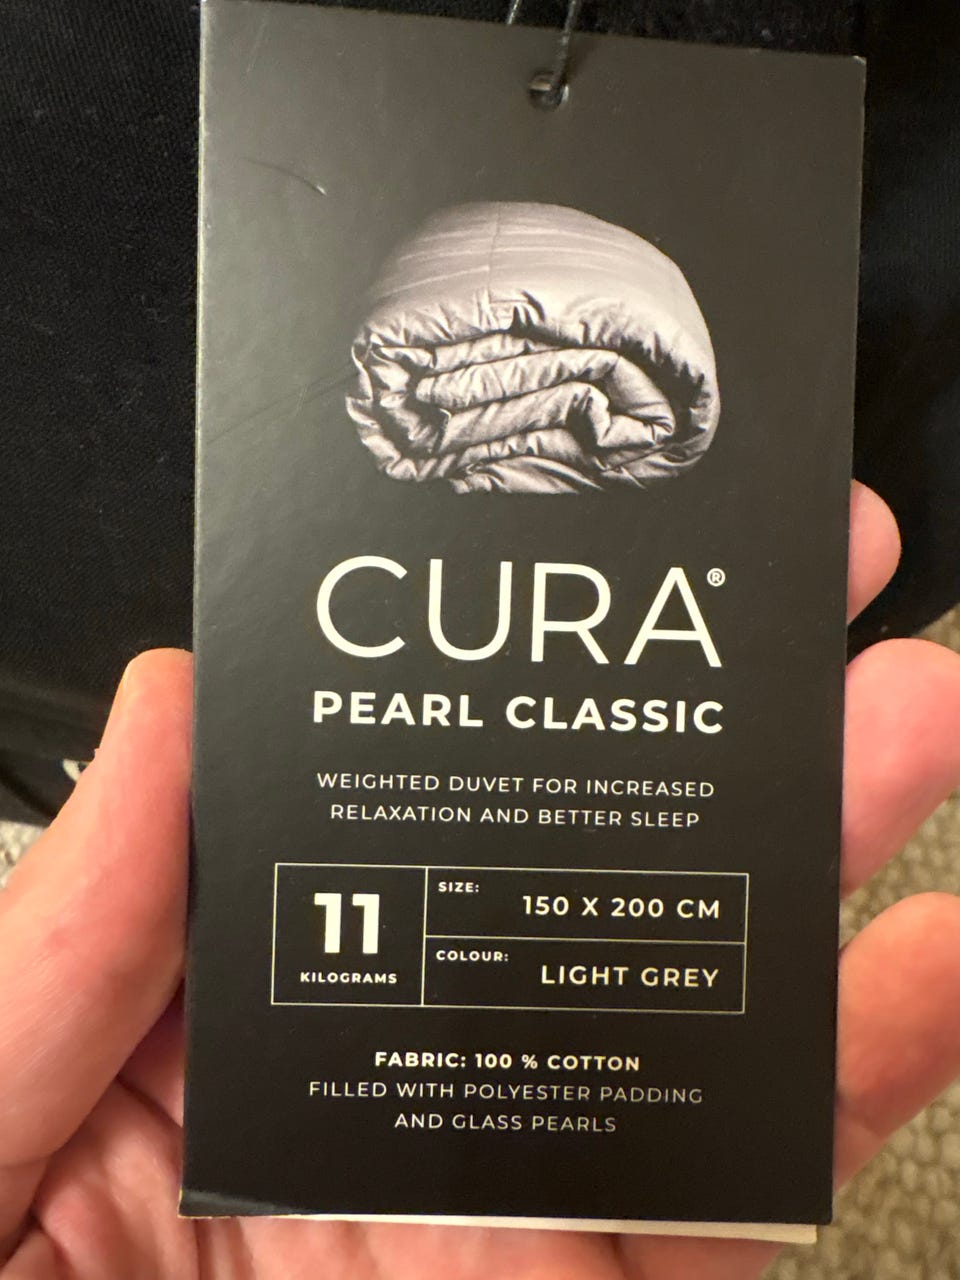 CURA®
PEARL CLASSIC
WEIGHTED DUVET FOR INCREASED
RELAXATION AND BETTER SLEEP
11
KILOGRAMS
SIZE:
150 X 200 CM
COLOUR:
LIGHT GREY
FABRIC: 100 % COTTON
FILLED WITH POLYESTER PADDING
AND GLASS PEARLS